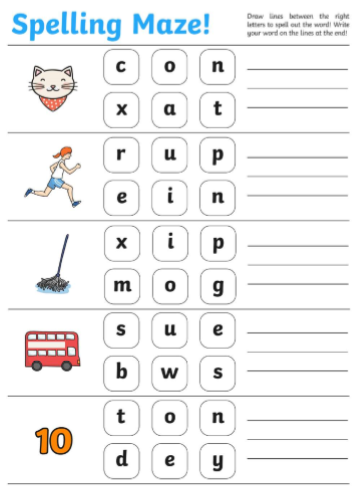 Spelling Maze!
Draw lines between the right
letters to spell out the word! Write
your word on the lines at the end!
c o n
x a t
r u p
e i n
x i p
m o g
s u e
b w s
10
t o n
d e y